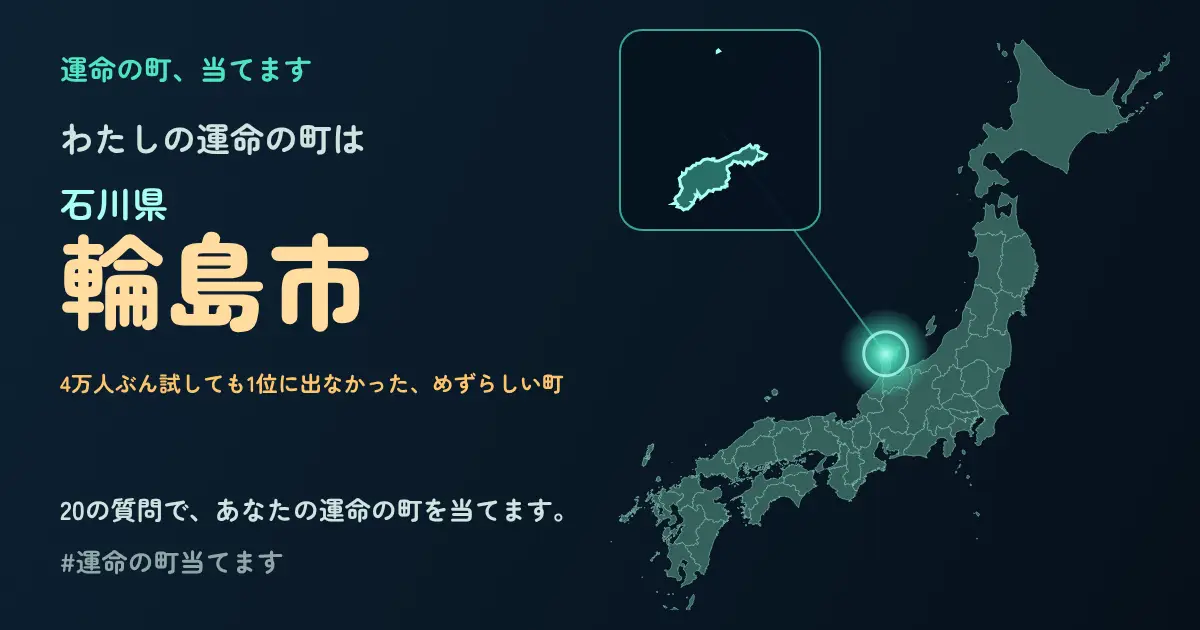 運命の町、当てます
わたしの運命の町は
石川県
輪島市
4万人ぶん試しても1位に出なかった、めずらしい町
20の質問で、あなたの運命の町を当てます。
#運命の町当てます